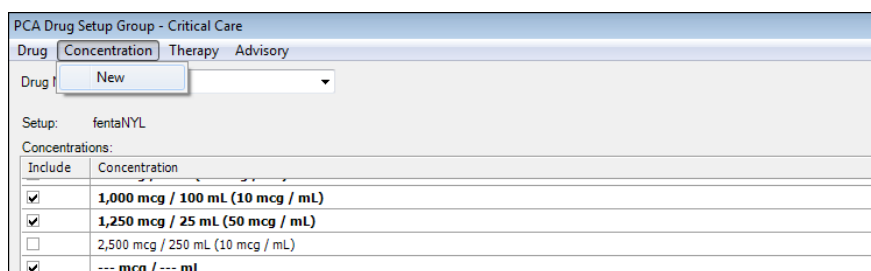 PCA Drug Setup Group - Critical Care
Drug Concentration Therapy Advisory
New
Drug
Setup: fentaNYL
Concentrations:
Include Concentration
1,000 mcg / 100 mL (10 mcg / mL)
1,250 mcg / 25 mL (50 mcg / mL)
2,500 mcg / 250 mL (10 mcg / mL)
--- mcg / --- mL